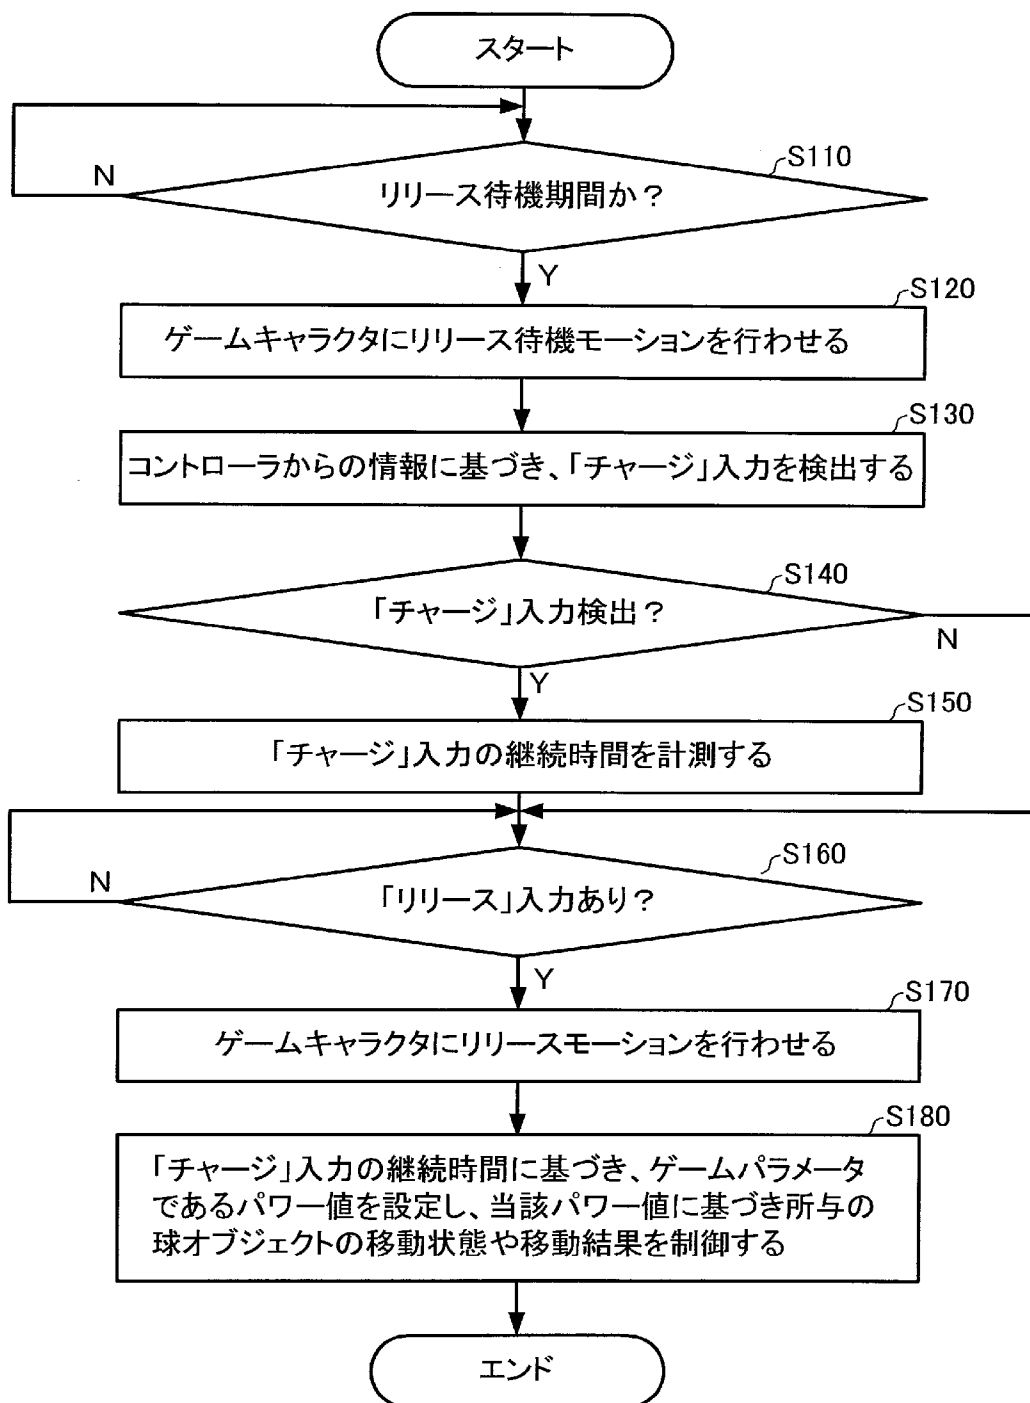 スタート
S110
リリース待機期間か？
N
Y
S120
ゲームキャラクタにリリース待機モーションを行わせる
S130
コントローラからの情報に基づき、「チャージ」入力を検出する
S140
「チャージ」入力検出？
N
Y
S150
「チャージ」入力の継続時間を計測する
S160
「リリース」入力あり？
N
Y
S170
ゲームキャラクタにリリースモーションを行わせる
S180
「チャージ」入力の継続時間に基づき、ゲームパラメータ
であるパワー値を設定し、当該パワー値に基づき所与の
球オブジェクトの移動状態や移動結果を制御する
エンド